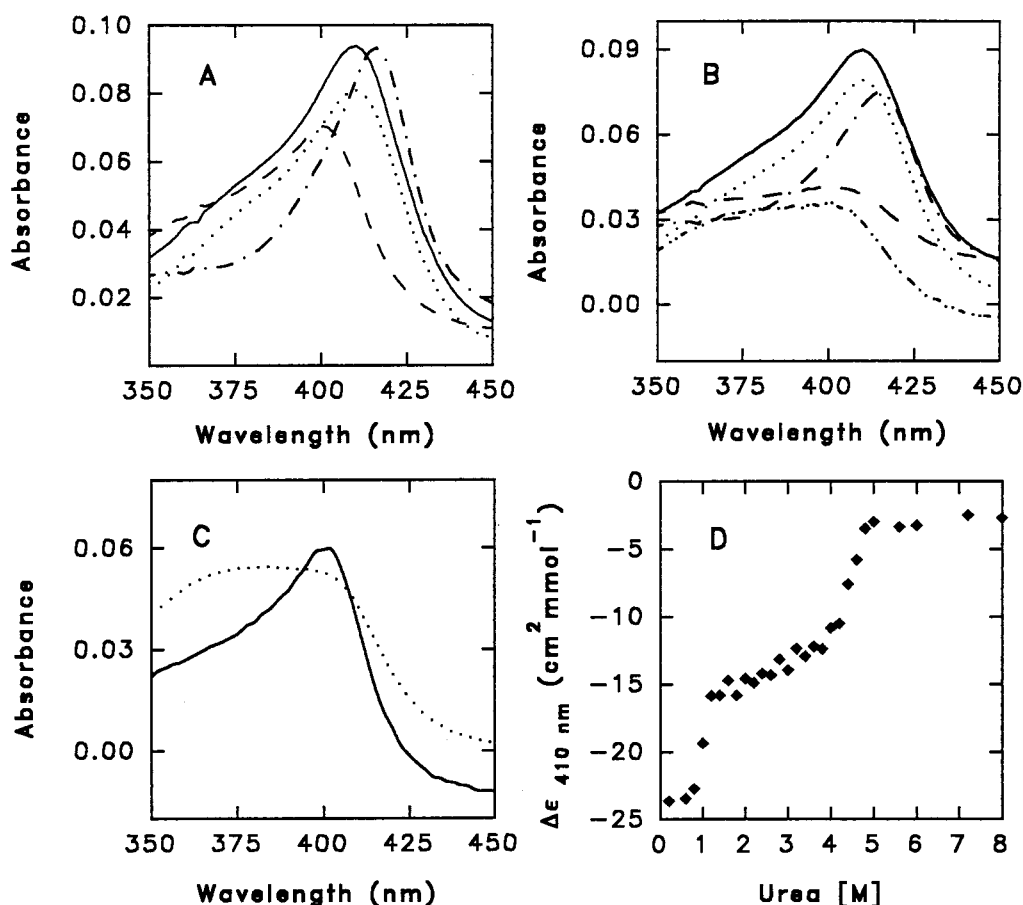 A
0.10
0.08
0.06
0.04
0.02
Absorbance
350 375 400 425 450
Wavelength (nm)
B
0.09
0.06
0.03
0.00
Absorbance
350 375 400 425 450
Wavelength (nm)
C
0.06
0.03
0.00
Absorbance
350 375 400 425 450
Wavelength (nm)
D
0
−5
−10
−15
−20
−25
Δε 410 nm (cm² mmol⁻¹)
0 1 2 3 4 5 6 7 8
Urea [M]